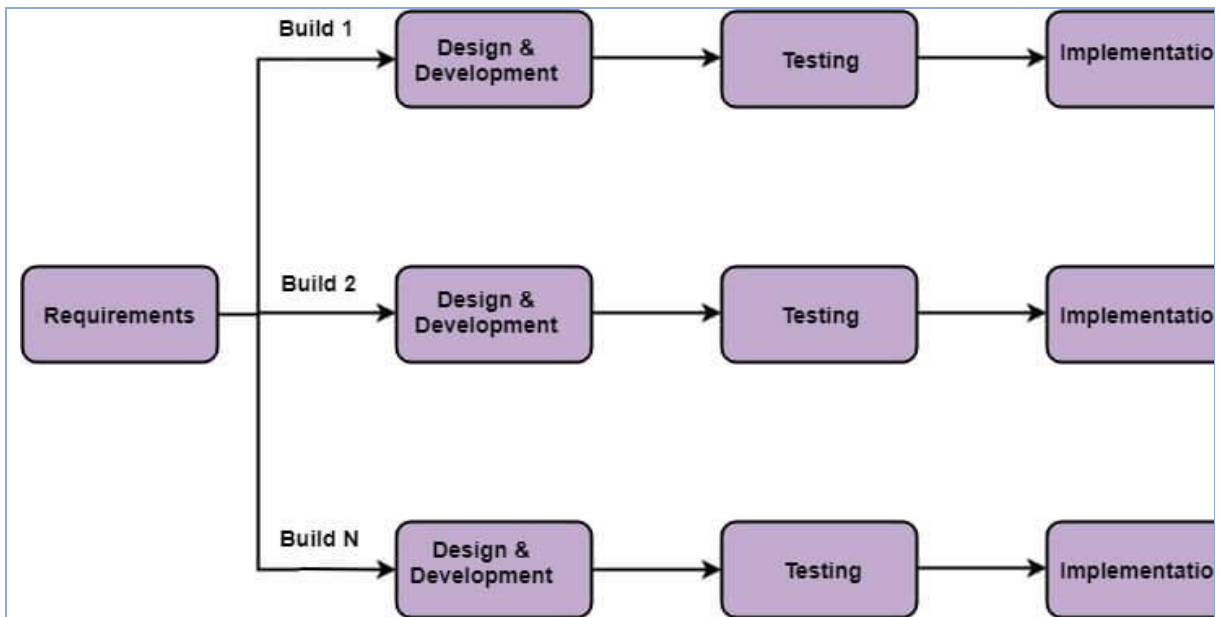 Build 1
Design &
Development
Testing
Implementatio
Requirements
Build 2
Design &
Development
Testing
Implementatio
Build N
Design &
Development
Testing
Implementatio